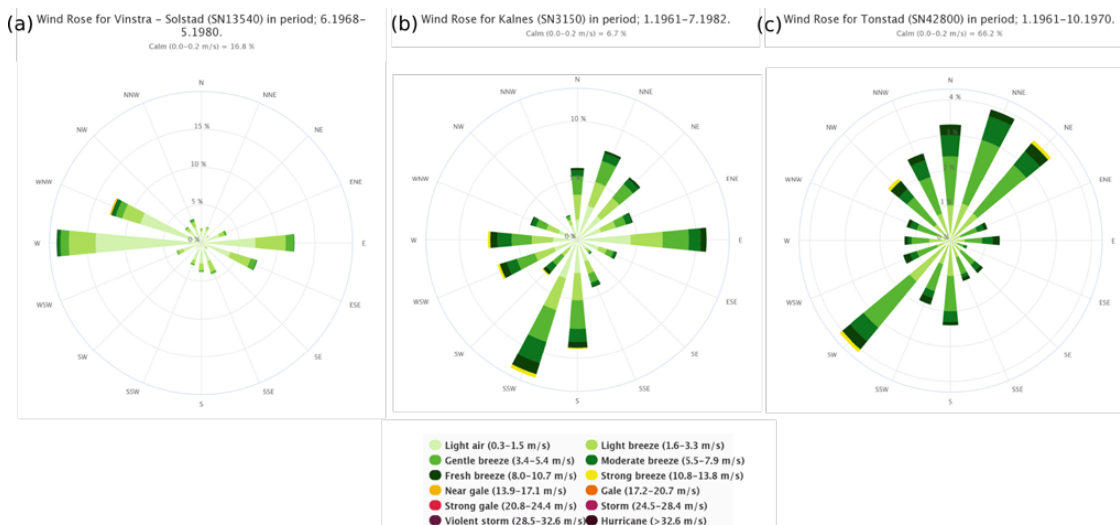 (a) Wind Rose for Vinstra - Solstad (SN13540) in period; 6.1968-
5.1980.
Calm (0.0-0.2 m/s) = 16.8 %
N
NNE
NE
ENE
E
ESE
SE
SSE
S
SSW
SW
WSW
W
WNW
NW
NNW
15 %
10 %
5 %
0 %
(b) Wind Rose for Kalnes (SN3150) in period; 1.1961-7.1982.
Calm (0.0-0.2 m/s) = 6.7 %
N
NNE
NE
ENE
E
ESE
SE
SSE
S
SSW
SW
WSW
W
WNW
NW
NNW
10 %
0 %
(c) Wind Rose for Tonstad (SN42800) in period; 1.1961-10.1970.
Calm (0.0-0.2 m/s) = 66.2 %
N
NNE
NE
ENE
E
ESE
SE
SSE
S
SSW
SW
WSW
W
WNW
NW
NNW
4 %
3 %
2 %
1 %
0 %
Light air (0.3-1.5 m/s) Light breeze (1.6-3.3 m/s)
Gentle breeze (3.4-5.4 m/s) Moderate breeze (5.5-7.9 m/s)
Fresh breeze (8.0-10.7 m/s) Strong breeze (10.8-13.8 m/s)
Near gale (13.9-17.1 m/s) Gale (17.2-20.7 m/s)
Strong gale (20.8-24.4 m/s) Storm (24.5-28.4 m/s)
Violent storm (28.5-32.6 m/s) Hurricane (>32.6 m/s)